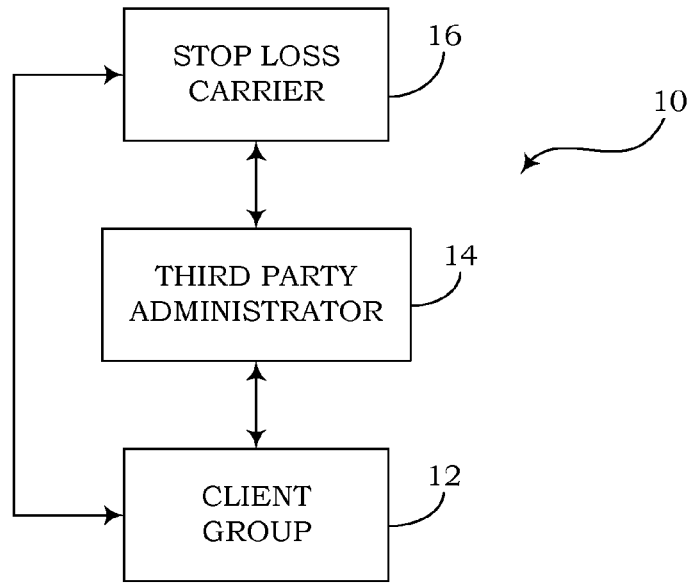 STOP LOSS
CARRIER
16
10
THIRD PARTY
ADMINISTRATOR
14
CLIENT
GROUP
12